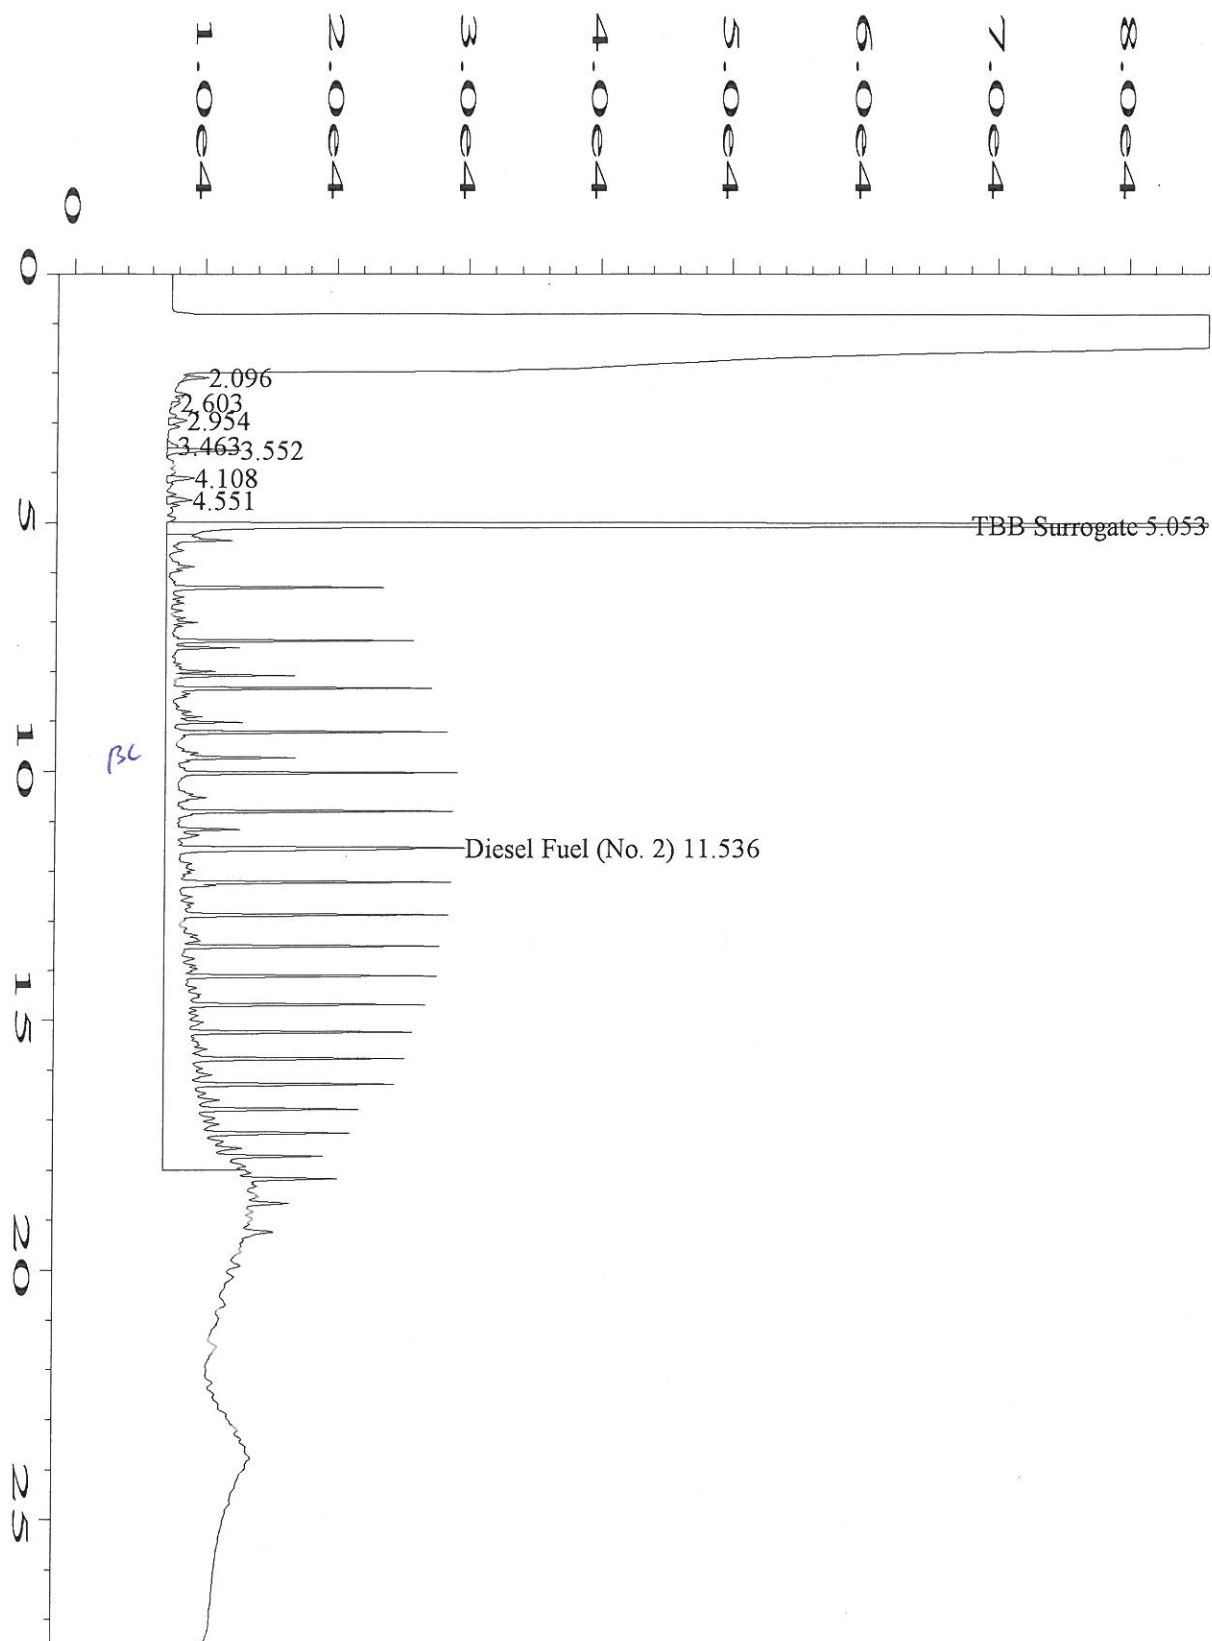 1.0e4
2.0e4
3.0e4
4.0e4
5.0e4
6.0e4
7.0e4
8.0e4
0
0
2.096
2.603
2.954
3.463
3.552
4.108
4.551
5
TBB Surrogate 5.053
10
BC
Diesel Fuel (No. 2) 11.536
15
20
25